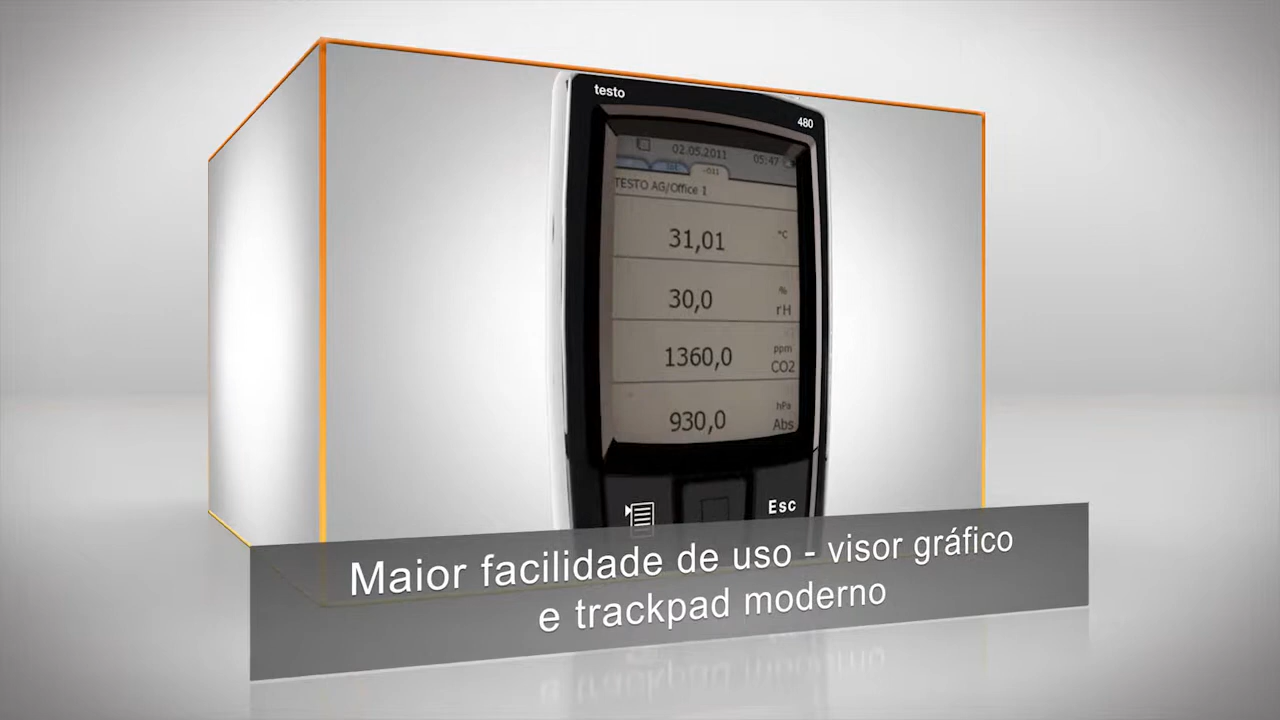 testo
480
02.05.2011 05:47
TESTO AG/Office 1
31,01 °C
30,0 % rH
1360,0 ppm CO2
930,0 hPa Abs
Esc
Maior facilidade de uso - visor gráfico
e trackpad moderno